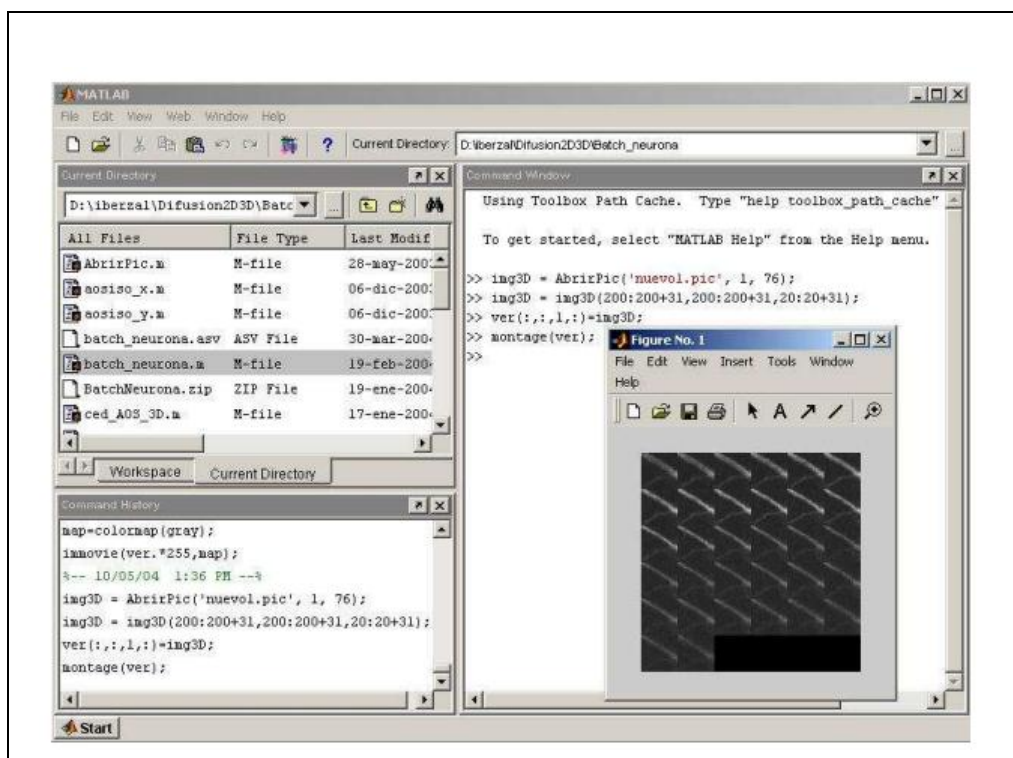 MATLAB
File Edit View Web Window Help
? Current Directory: D:\iberzal\Difusion2D3D\Batch_neurona ...
Current Directory
D:\iberzal\Difusion2D3D\Batc ...
All Files File Type Last Modif
AbrirPic.m M-file 28-may-200
aosiso_x.m M-file 06-dic-200
aosiso_y.m M-file 06-dic-200
batch_neurona.asv ASV File 30-mar-200
batch_neurona.m M-file 19-feb-200
BatchNeurona.zip ZIP File 19-ene-200
ced_AOS_3D.m M-file 17-ene-200
Workspace Current Directory
Command History
map=colormap(gray);
immovie(ver.*255,map);
%-- 10/05/04 1:36 PM --%
img3D = AbrirPic('nuevol.pic', 1, 76);
img3D = img3D(200:200+31,200:200+31,20:20+31);
ver(:,:,1,:)=img3D;
montage(ver);
Command Window
Using Toolbox Path Cache. Type "help toolbox_path_cache"
To get started, select "MATLAB Help" from the Help menu.
>> img3D = AbrirPic('nuevol.pic', 1, 76);
>> img3D = img3D(200:200+31,200:200+31,20:20+31);
>> ver(:,:,1,:)=img3D;
>> montage(ver);
>>
Figure No. 1
File Edit View Insert Tools Window
Help
A
Start